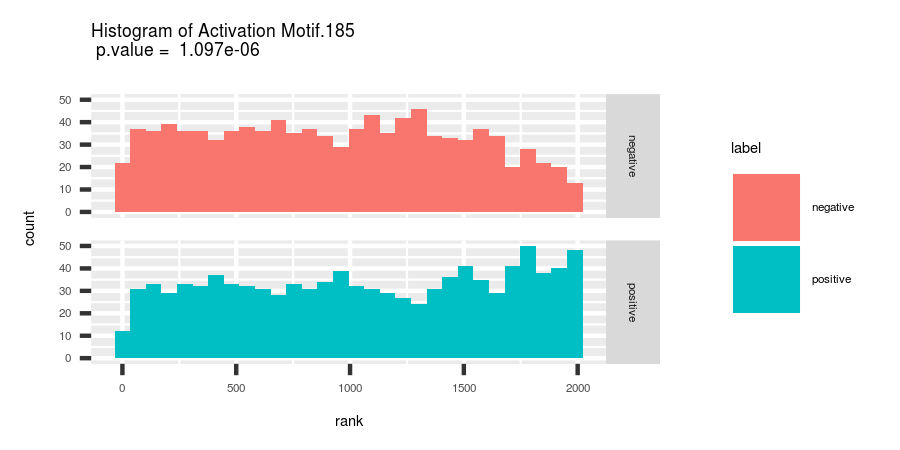 Histogram of Activation Motif.185
p.value = 1.097e-06
count
50
40
30
20
10
0
negative
50
40
30
20
10
0
positive
0
500
1000
1500
2000
rank
label
negative
positive